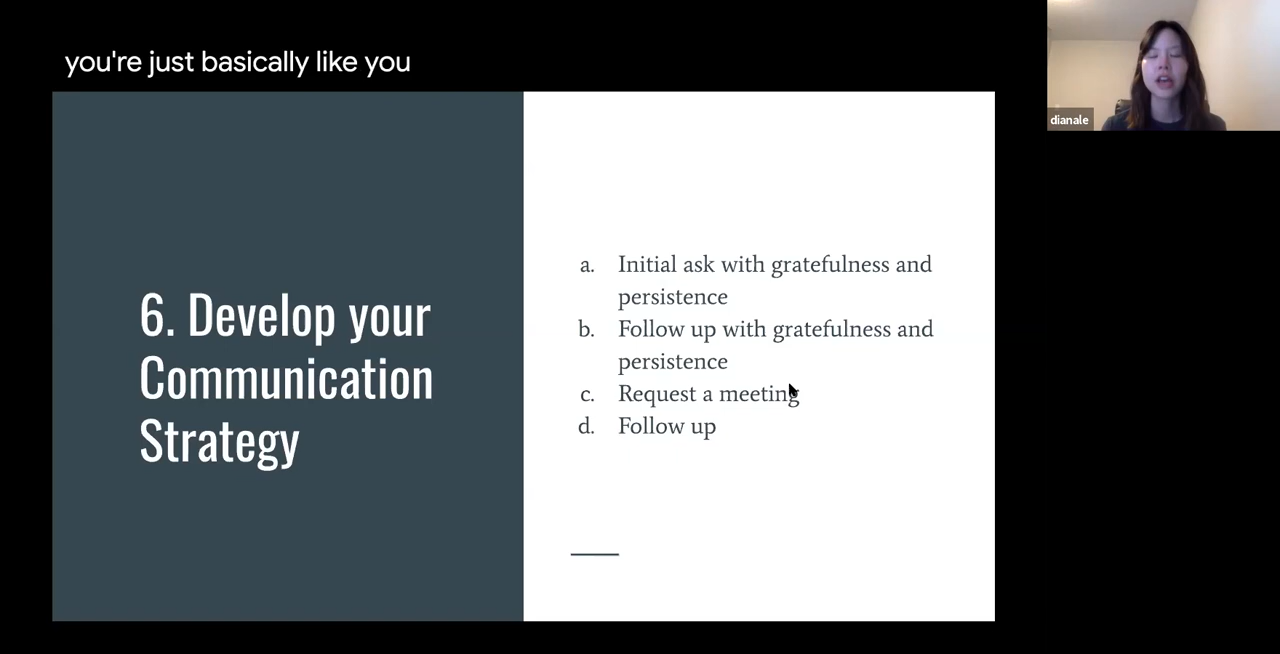 you're just basically like you
dianale
6. Develop your
Communication
Strategy
a. Initial ask with gratefulness and
persistence
b. Follow up with gratefulness and
persistence
c. Request a meeting
d. Follow up